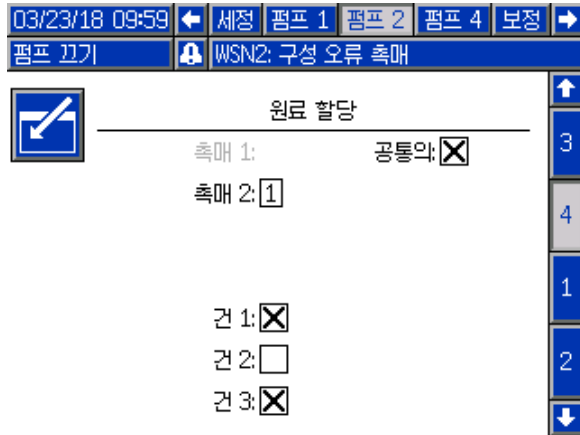 03/23/18 09:59 세정 펌프 1 펌프 2 펌프 4 보정
펌프 끄기 WSN2: 구성 오류 촉매
원료 할당
촉매 1: 공통의:
촉매 2: 1
건 1:
건 2:
건 3:
3
4
1
2